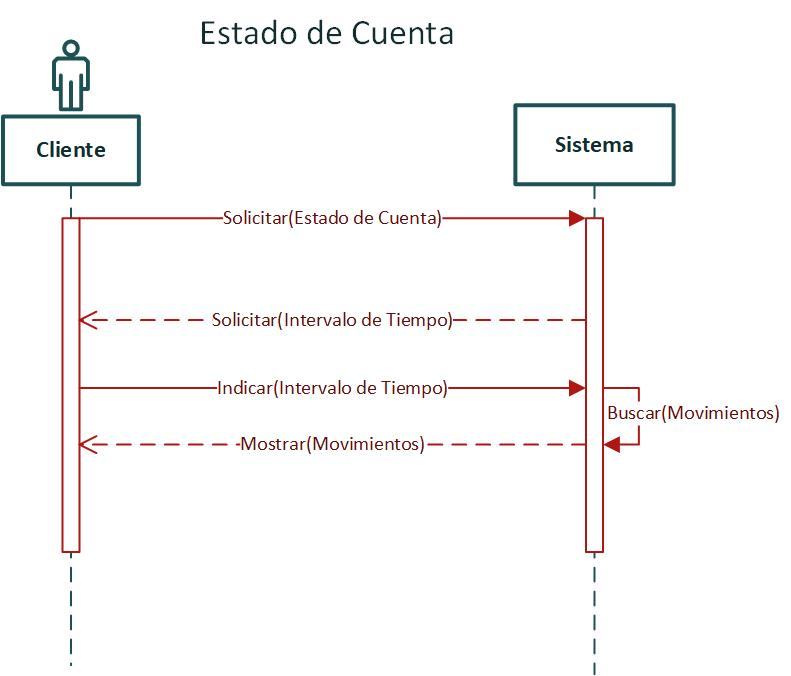 Estado de Cuenta
Cliente
Sistema
Solicitar(Estado de Cuenta)
Solicitar(Intervalo de Tiempo)
Indicar(Intervalo de Tiempo)
Buscar(Movimientos)
Mostrar(Movimientos)